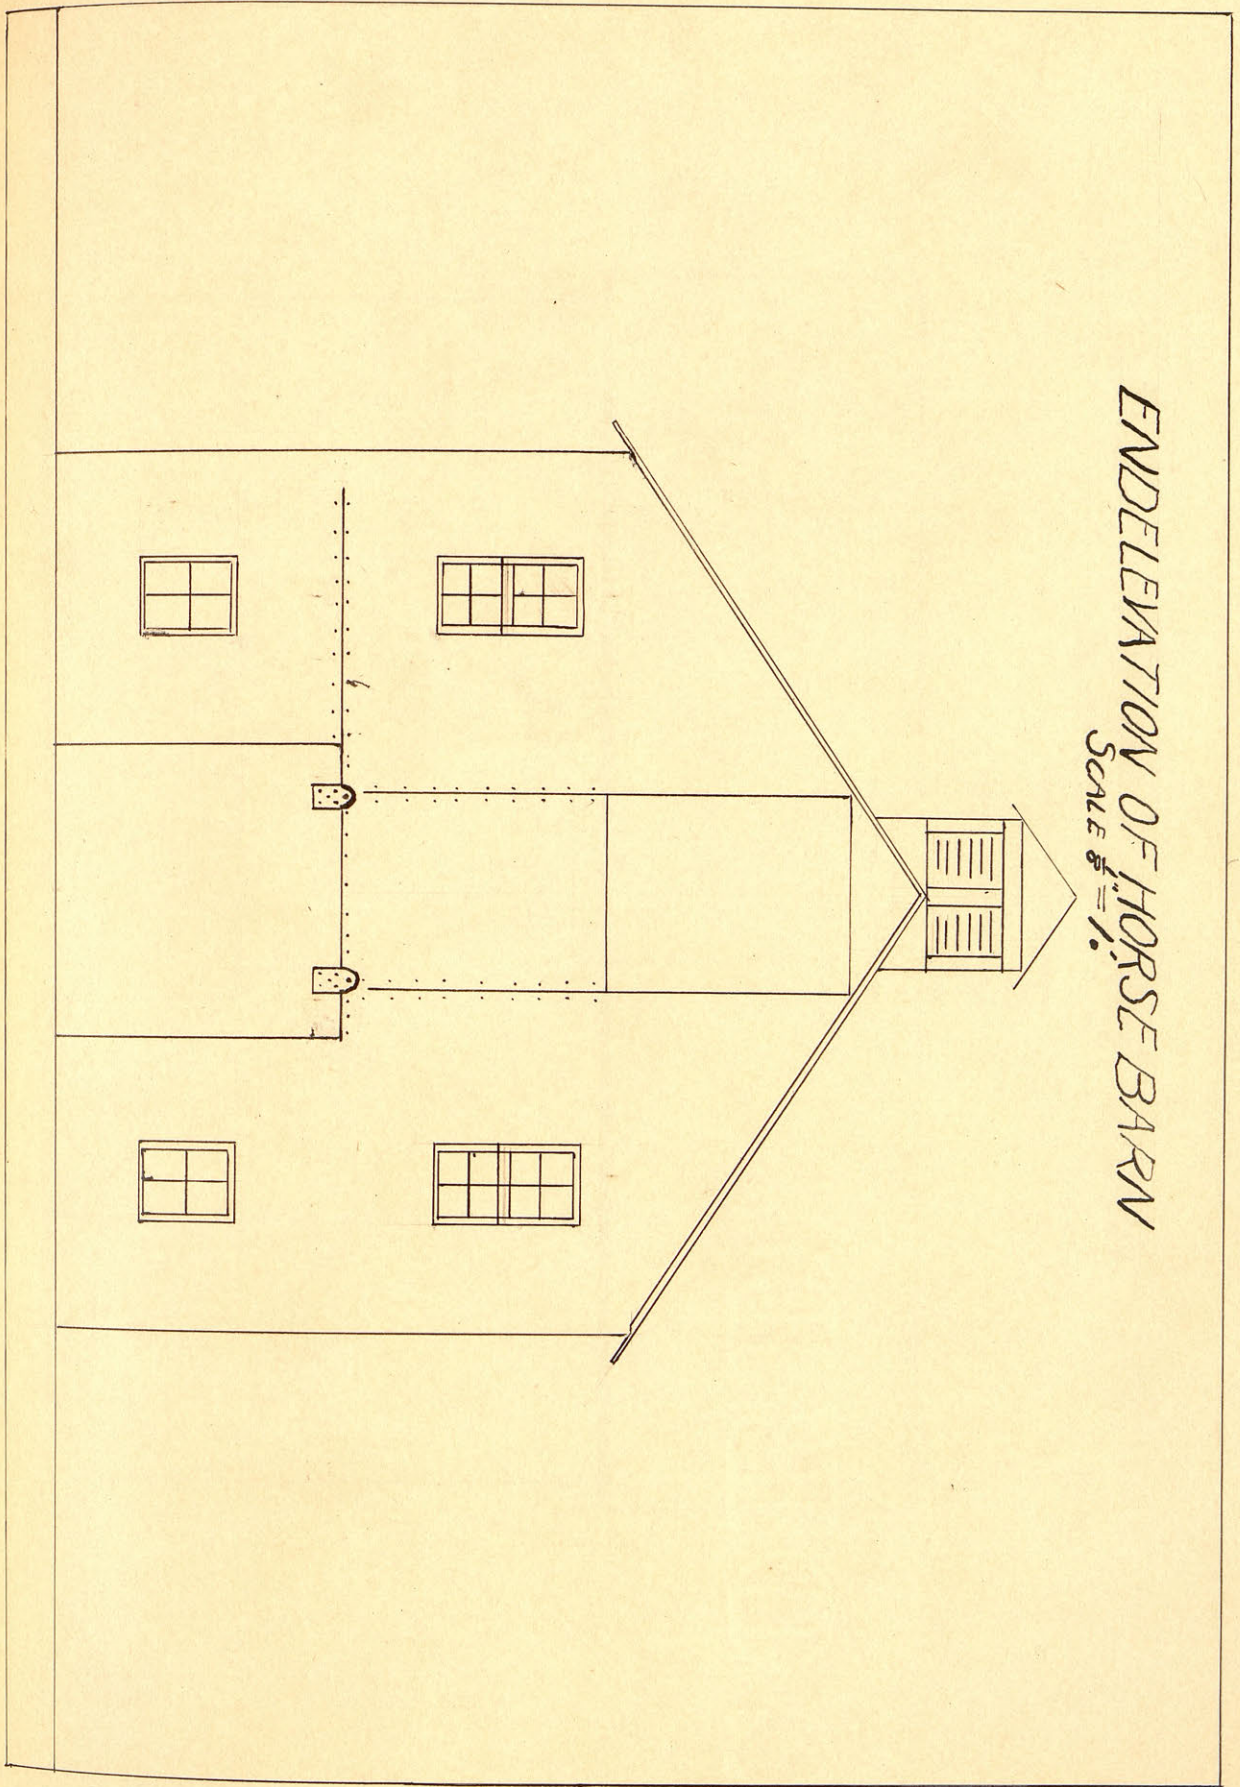 ENDELEVATION OF HORSE BARN
SCALE 1/8" = 1'.